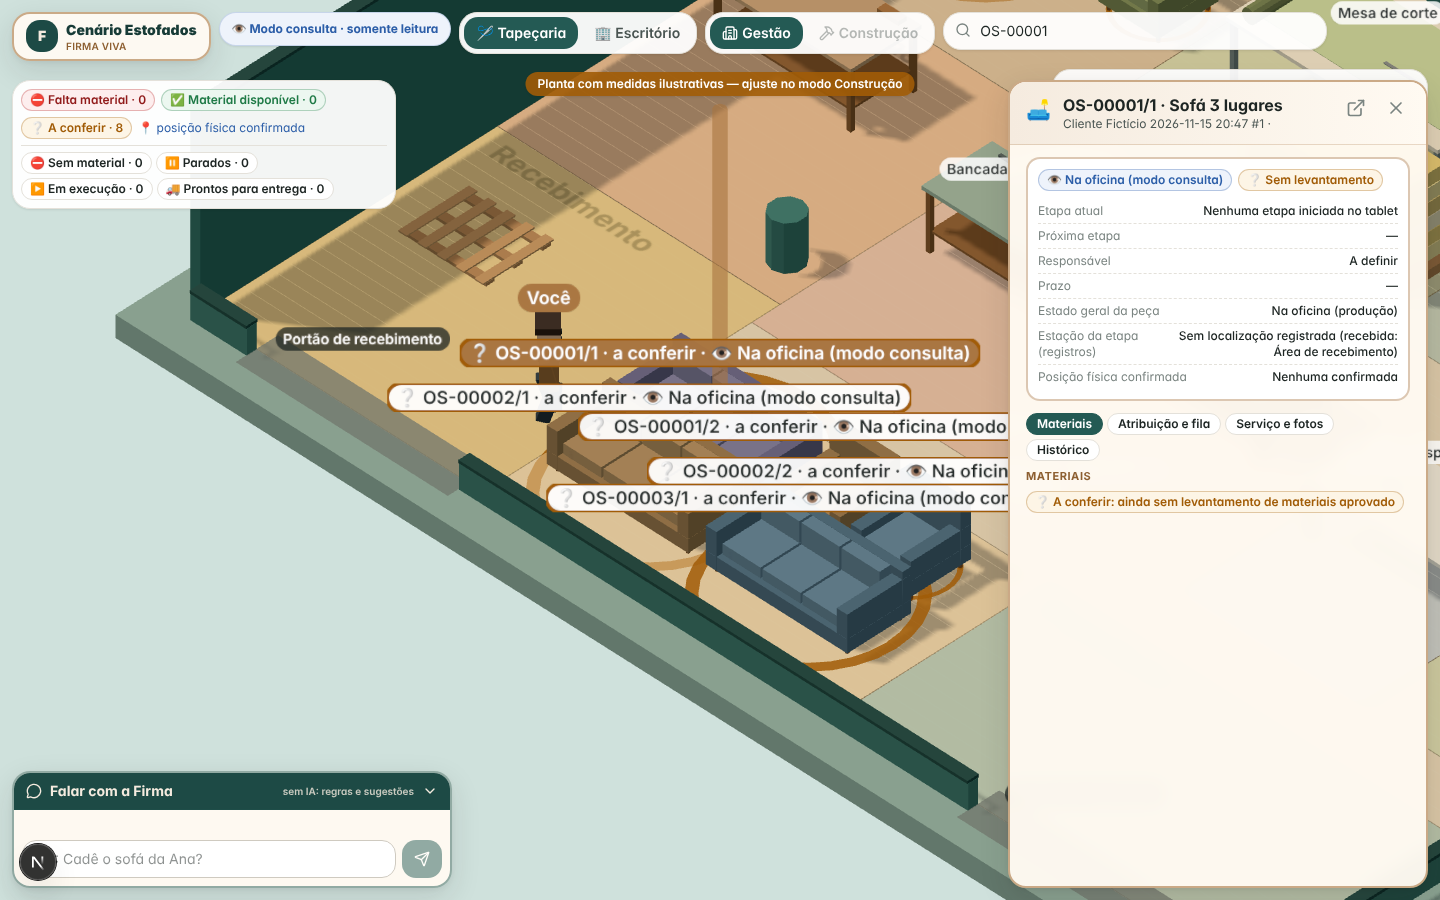 F
Cenário Estofados
FIRMA VIVA
Modo consulta · somente leitura
Tapeçaria
Escritório
Gestão
Construção
OS-00001
Mesa de corte
Planta com medidas ilustrativas — ajuste no modo Construção
Falta material · 0
Material disponível · 0
A conferir · 8
posição física confirmada
Sem material · 0
Parados · 0
Em execução · 0
Prontos para entrega · 0
Recebimento
Bancada
Você
Portão de recebimento
OS-00001/1 · a conferir · Na oficina (modo consulta)
OS-00002/1 · a conferir · Na oficina (modo consulta)
OS-00001/2 · a conferir · Na oficina (modo
OS-00002/2 · a conferir · Na oficin
OS-00003/1 · a conferir · Na oficina (modo con
OS-00001/1 · Sofá 3 lugares
Cliente Fictício 2026-11-15 20:47 #1 ·
Na oficina (modo consulta)
Sem levantamento
Etapa atual Nenhuma etapa iniciada no tablet
Próxima etapa —
Responsável A definir
Prazo —
Estado geral da peça Na oficina (produção)
Estação da etapa (registros) Sem localização registrada (recebida: Área de recebimento)
Posição física confirmada Nenhuma confirmada
Materiais
Atribuição e fila
Serviço e fotos
Histórico
MATERIAIS
A conferir: ainda sem levantamento de materiais aprovado
Falar com a Firma
sem IA: regras e sugestões
N
Cadê o sofá da Ana?